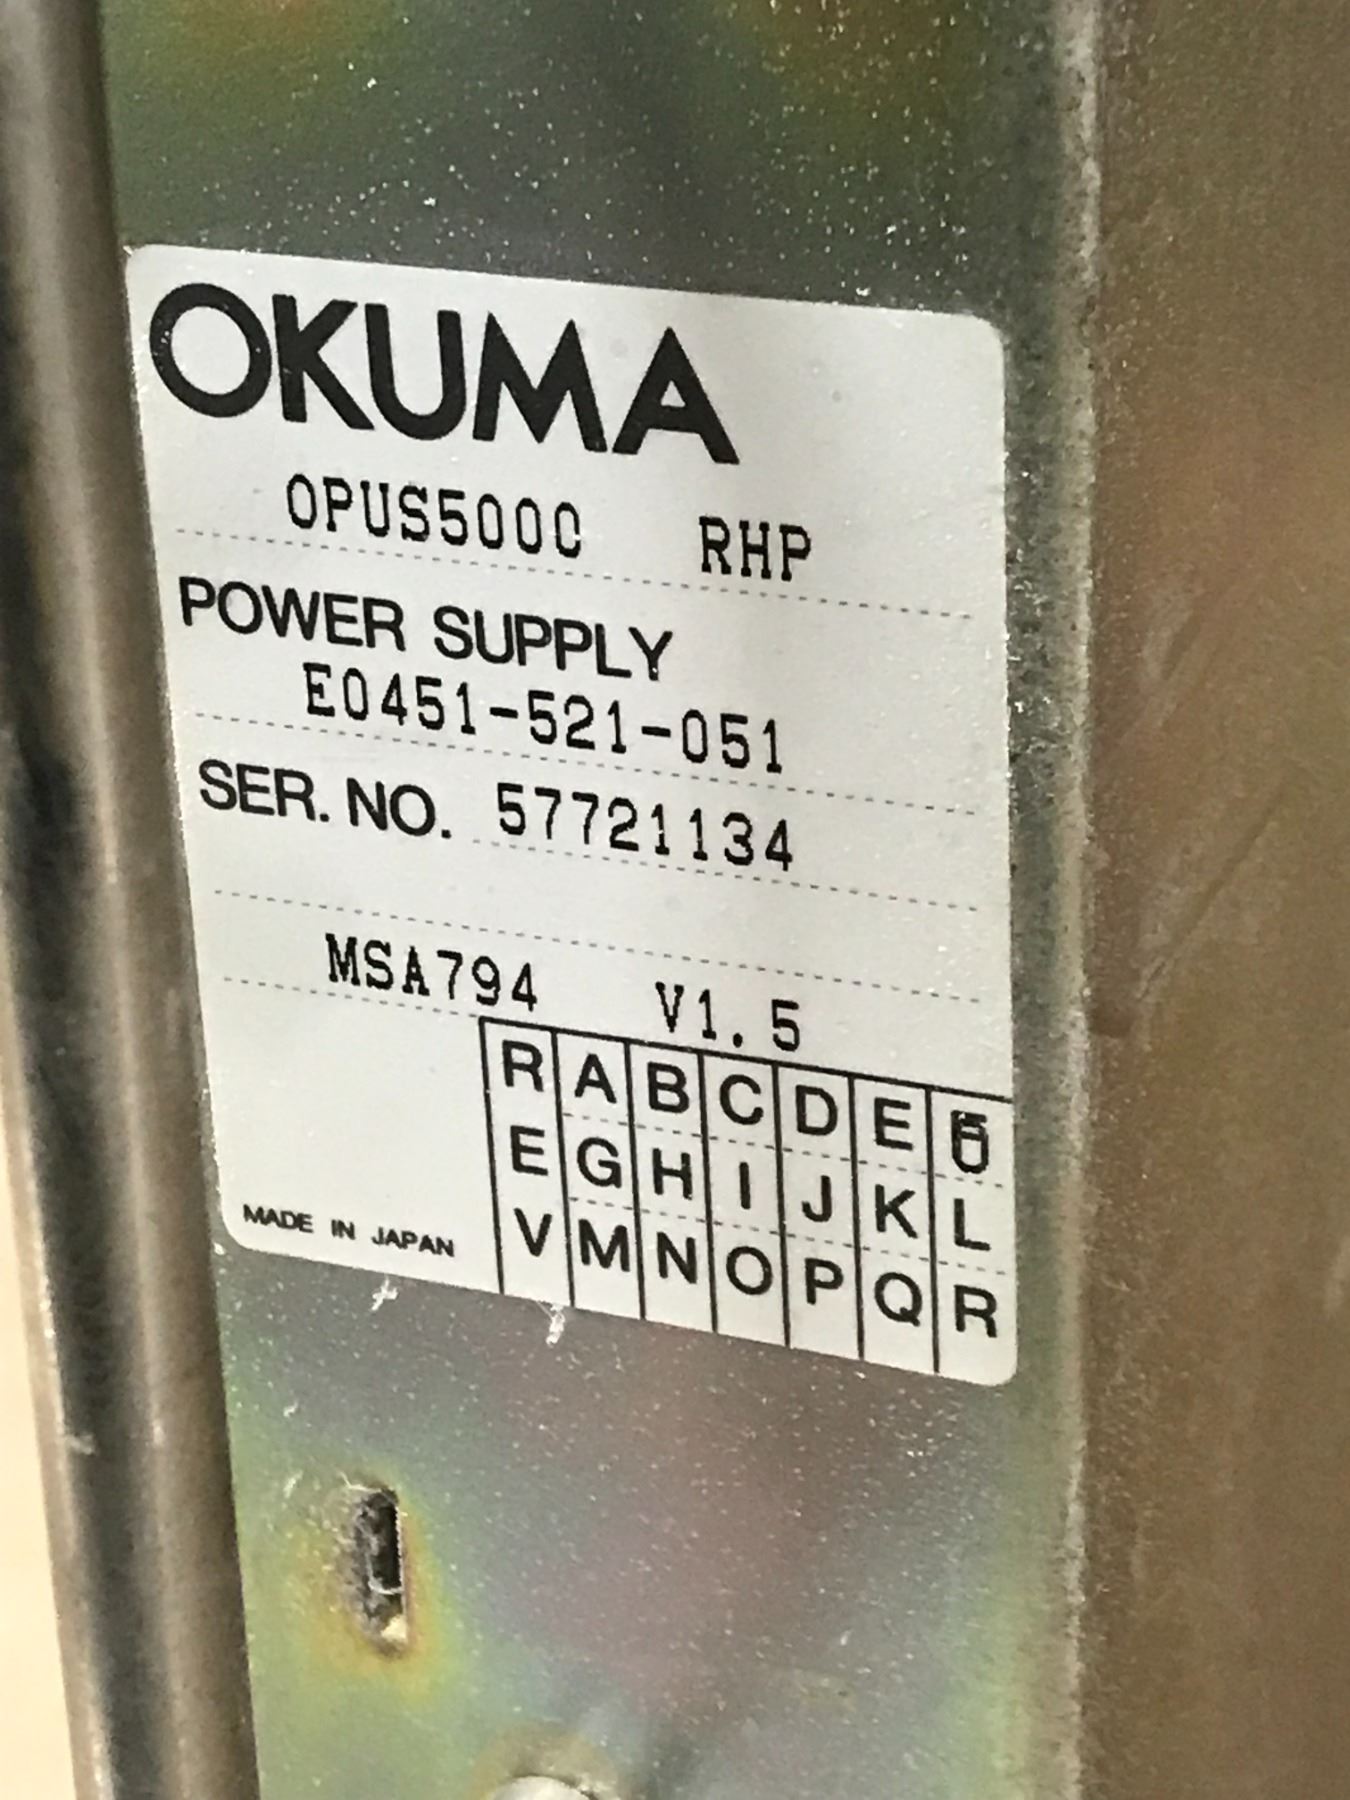 OKUMA
OPUS5000 RHP
POWER SUPPLY
E0451-521-051
SER. NO. 57721134
MSA794 V1.5
R A B C D E
E G H I J K L
V M N O P Q R
MADE IN JAPAN